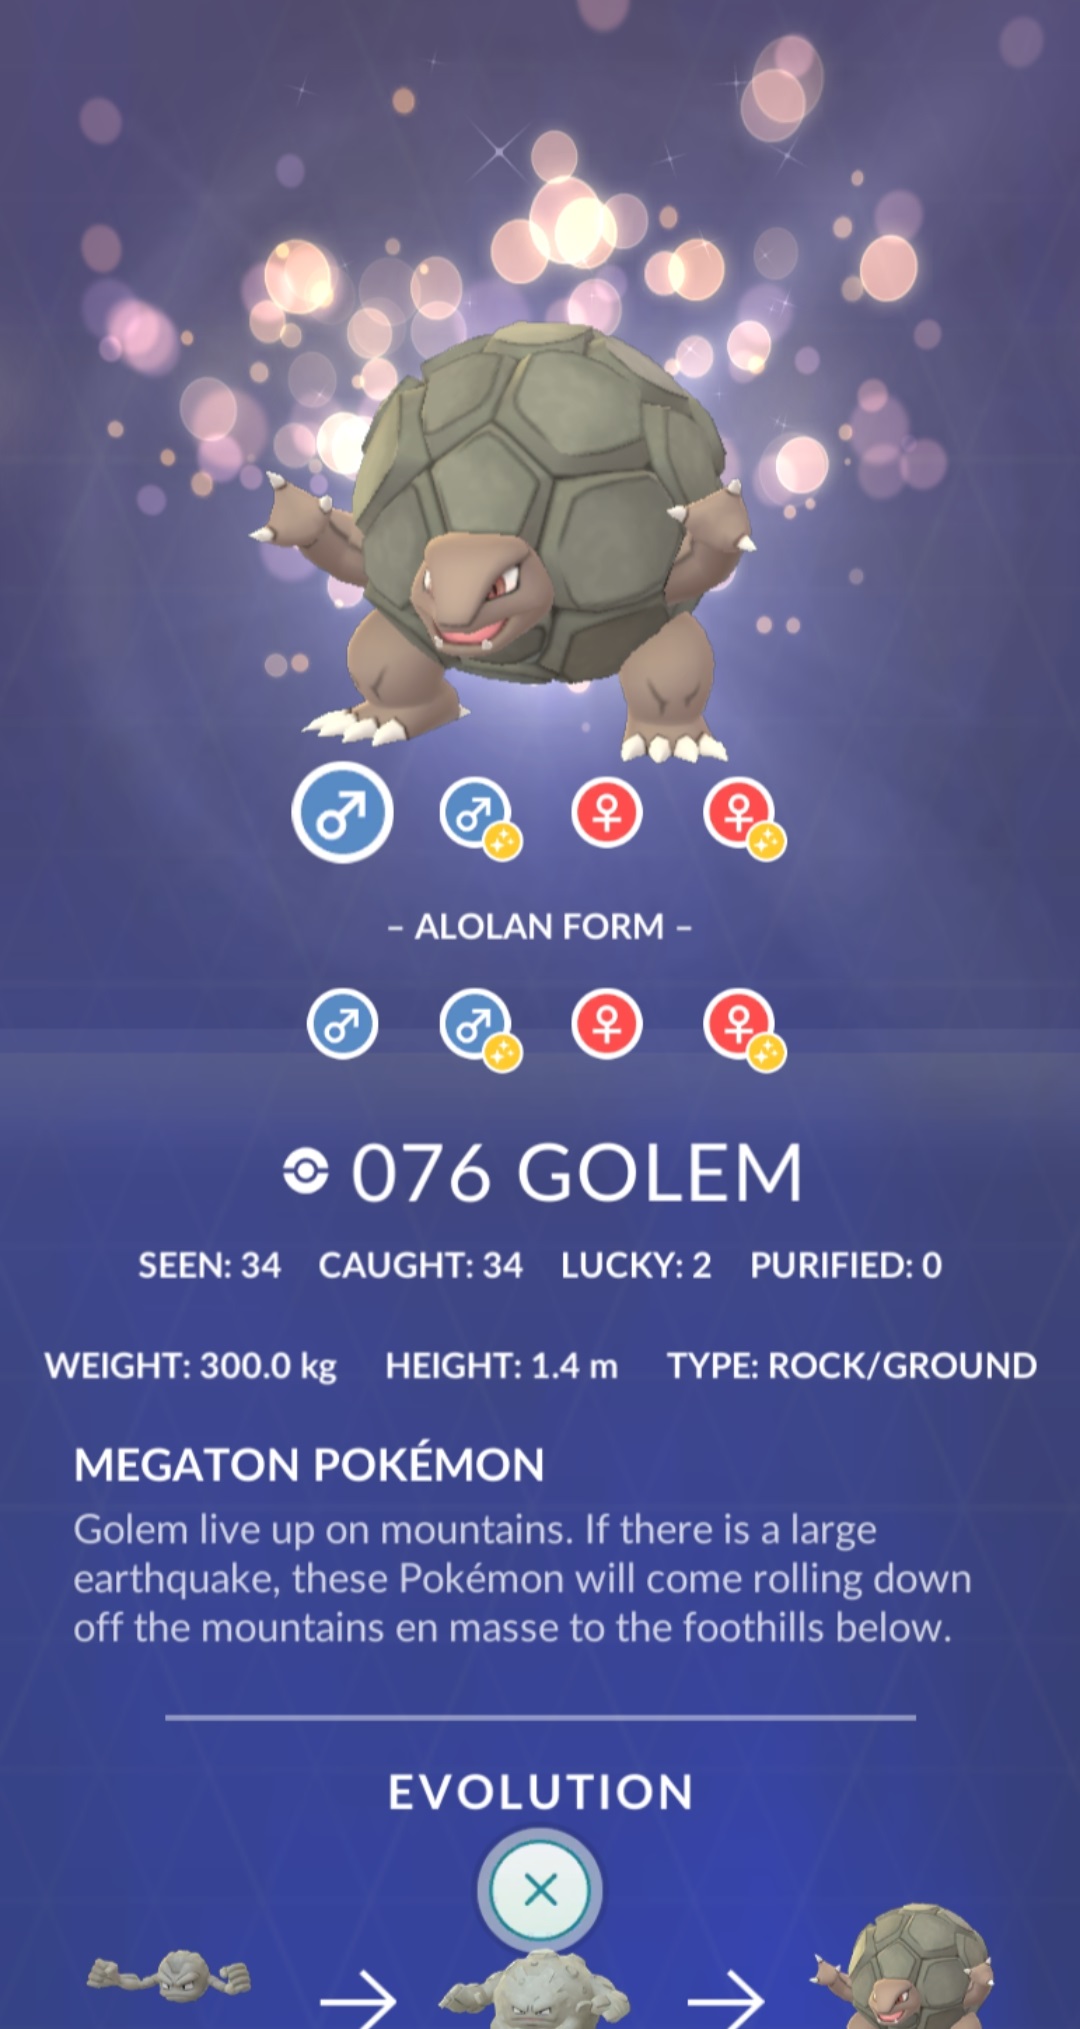 – ALOLAN FORM –
076 GOLEM
SEEN: 34 CAUGHT: 34 LUCKY: 2 PURIFIED: 0
WEIGHT: 300.0 kg HEIGHT: 1.4 m TYPE: ROCK/GROUND
MEGATON POKÉMON
Golem live up on mountains. If there is a large
earthquake, these Pokémon will come rolling down
off the mountains en masse to the foothills below.
EVOLUTION